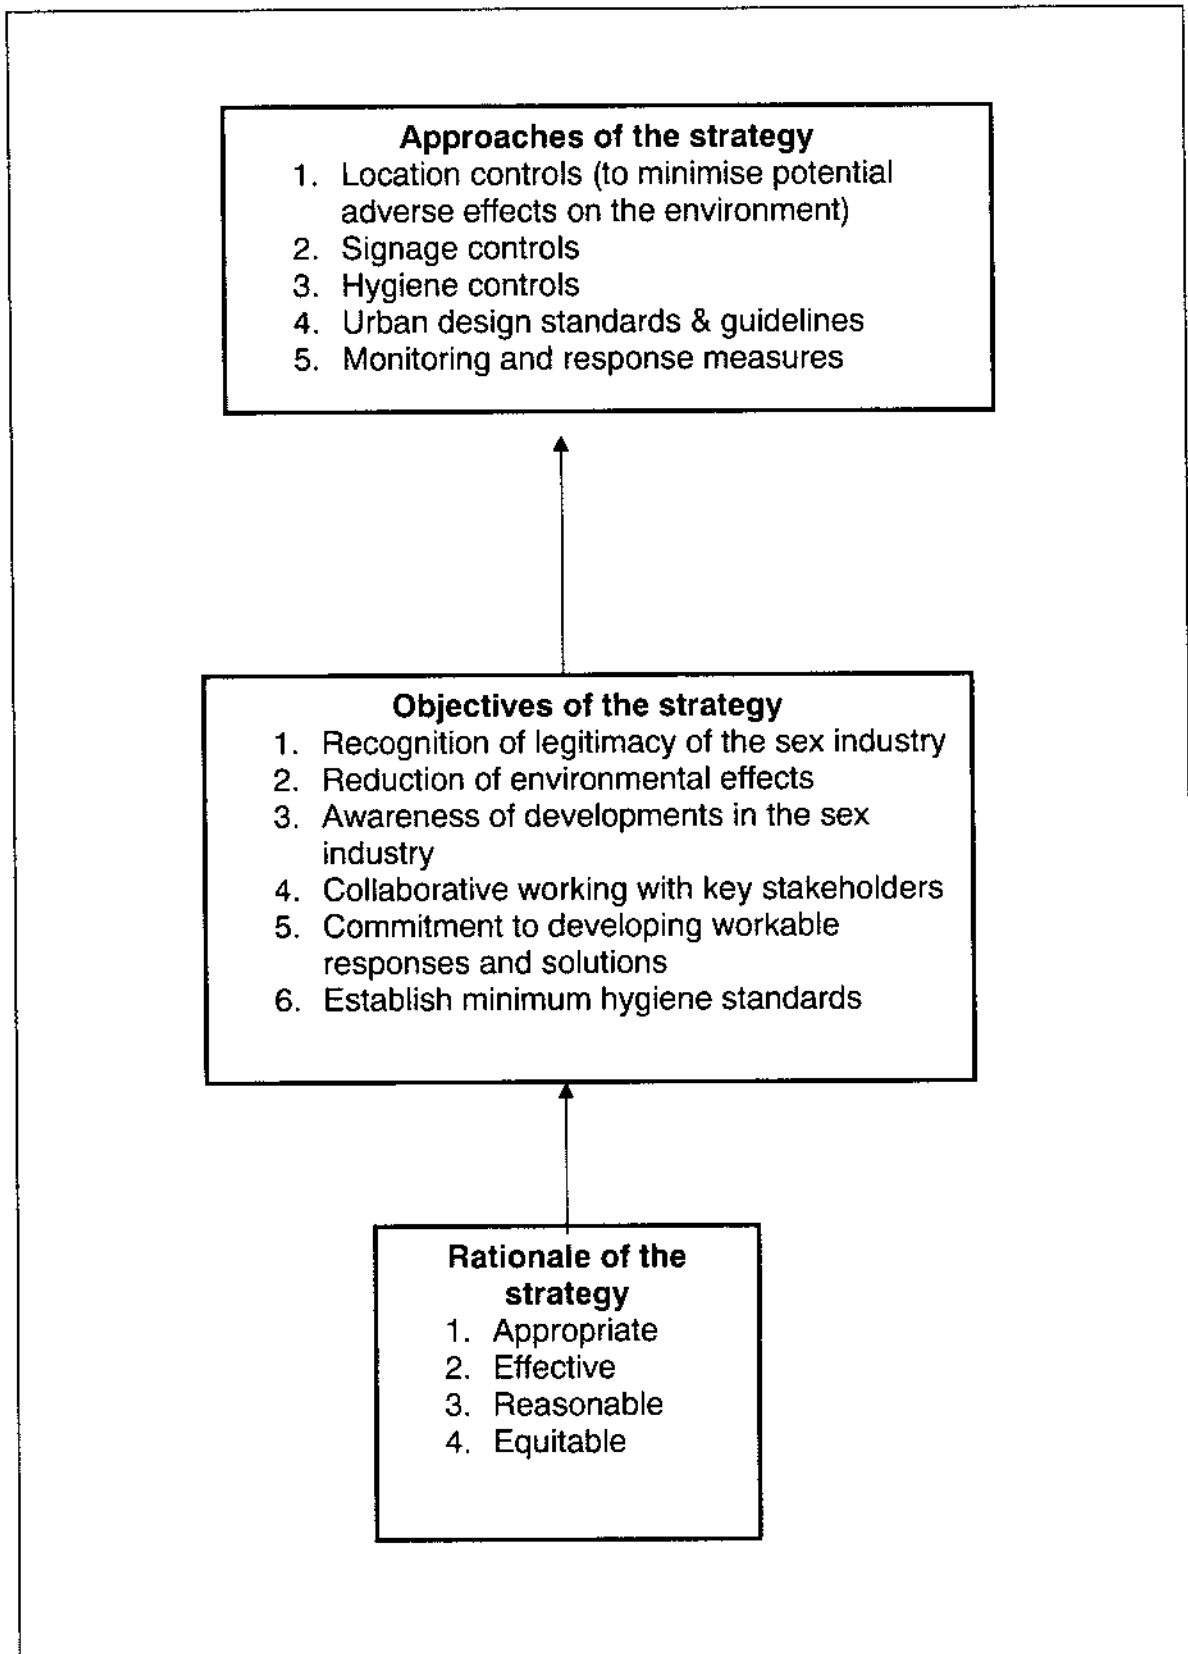 Approaches of the strategy
1. Location controls (to minimise potential
adverse effects on the environment)
2. Signage controls
3. Hygiene controls
4. Urban design standards & guidelines
5. Monitoring and response measures
Objectives of the strategy
1. Recognition of legitimacy of the sex industry
2. Reduction of environmental effects
3. Awareness of developments in the sex
industry
4. Collaborative working with key stakeholders
5. Commitment to developing workable
responses and solutions
6. Establish minimum hygiene standards
Rationale of the
strategy
1. Appropriate
2. Effective
3. Reasonable
4. Equitable